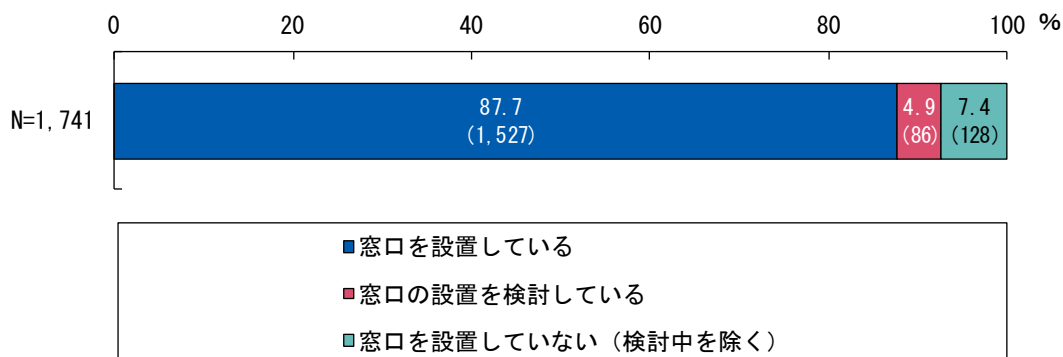 0 20 40 60 80 100 %
N=1,741
87.7 4.9 7.4
(1,527) (86) (128)
窓口を設置している
窓口の設置を検討している
窓口を設置していない（検討中を除く）